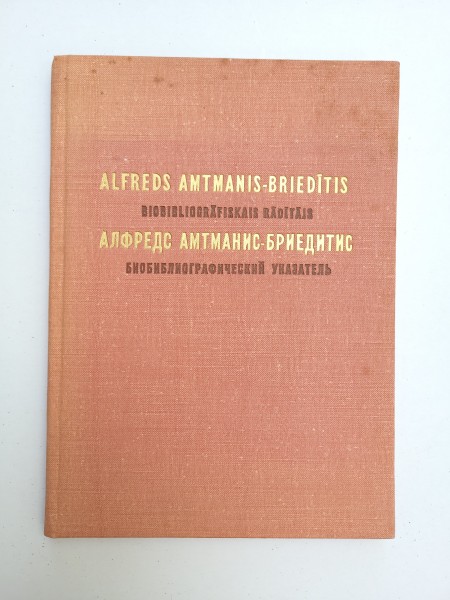 ALFREDS AMTMANIS-BRIEDĪTIS
BIOBIBLIOGRĀFISKAIS RĀDĪTĀJS
АЛФРЕДС АМТМАНИС-БРИЕДИТИС
БИОБИБЛИОГРАФИЧЕСКИЙ УКАЗАТЕЛЬ